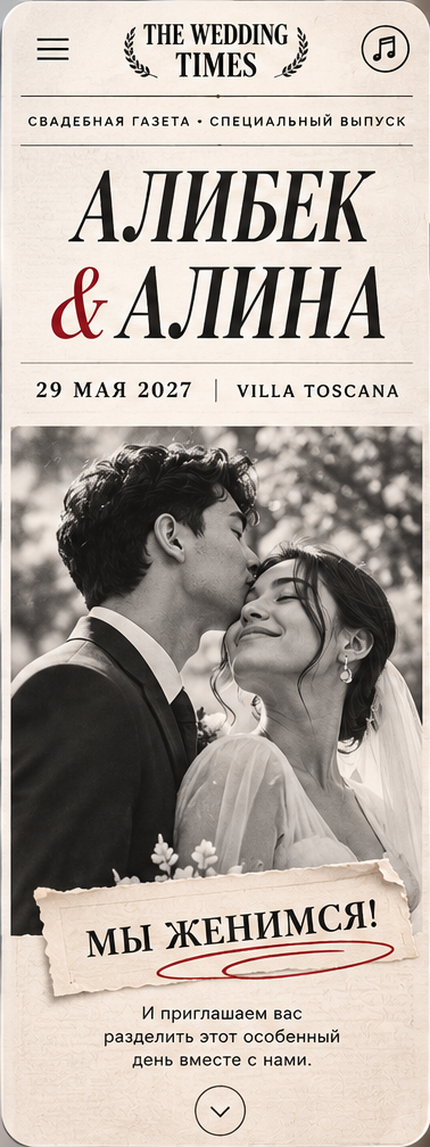 THE WEDDING
TIMES
СВАДЕБНАЯ ГАЗЕТА • СПЕЦИАЛЬНЫЙ ВЫПУСК
АЛИБЕК
& АЛИНА
29 МАЯ 2027 | VILLA TOSCANA
МЫ ЖЕНИМСЯ!
И приглашаем вас
разделить этот особенный
день вместе с нами.